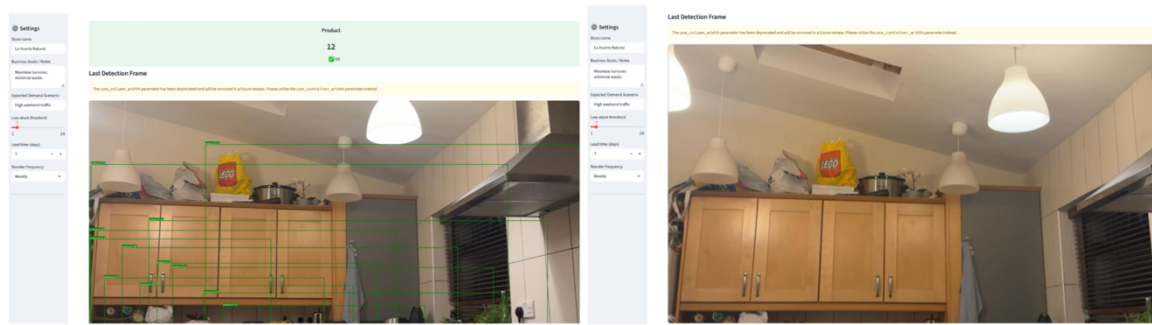 Settings
Store name
La Huerta Natural
Business Goals / Notes
Maximize turnover,
minimize waste.
Expected Demand Scenario
High weekend traffic
Low-stock threshold
1
Lead time (days)
7
Reorder frequency
Weekly
Product
12
OK
Last Detection Frame
The use_column_width parameter has been deprecated and will be removed in a future release. Please utilize the use_container_width parameter instead.
LEGO
Settings
Store name
La Huerta Natural
Business Goals / Notes
Maximize turnover,
minimize waste.
Expected Demand Scenario
High weekend traffic
Low-stock threshold
1
Lead time (days)
7
Reorder frequency
Weekly
Last Detection Frame
The use_column_width parameter has been deprecated and will be removed in a future release. Please utilize the use_container_width parameter instead.
LEGO